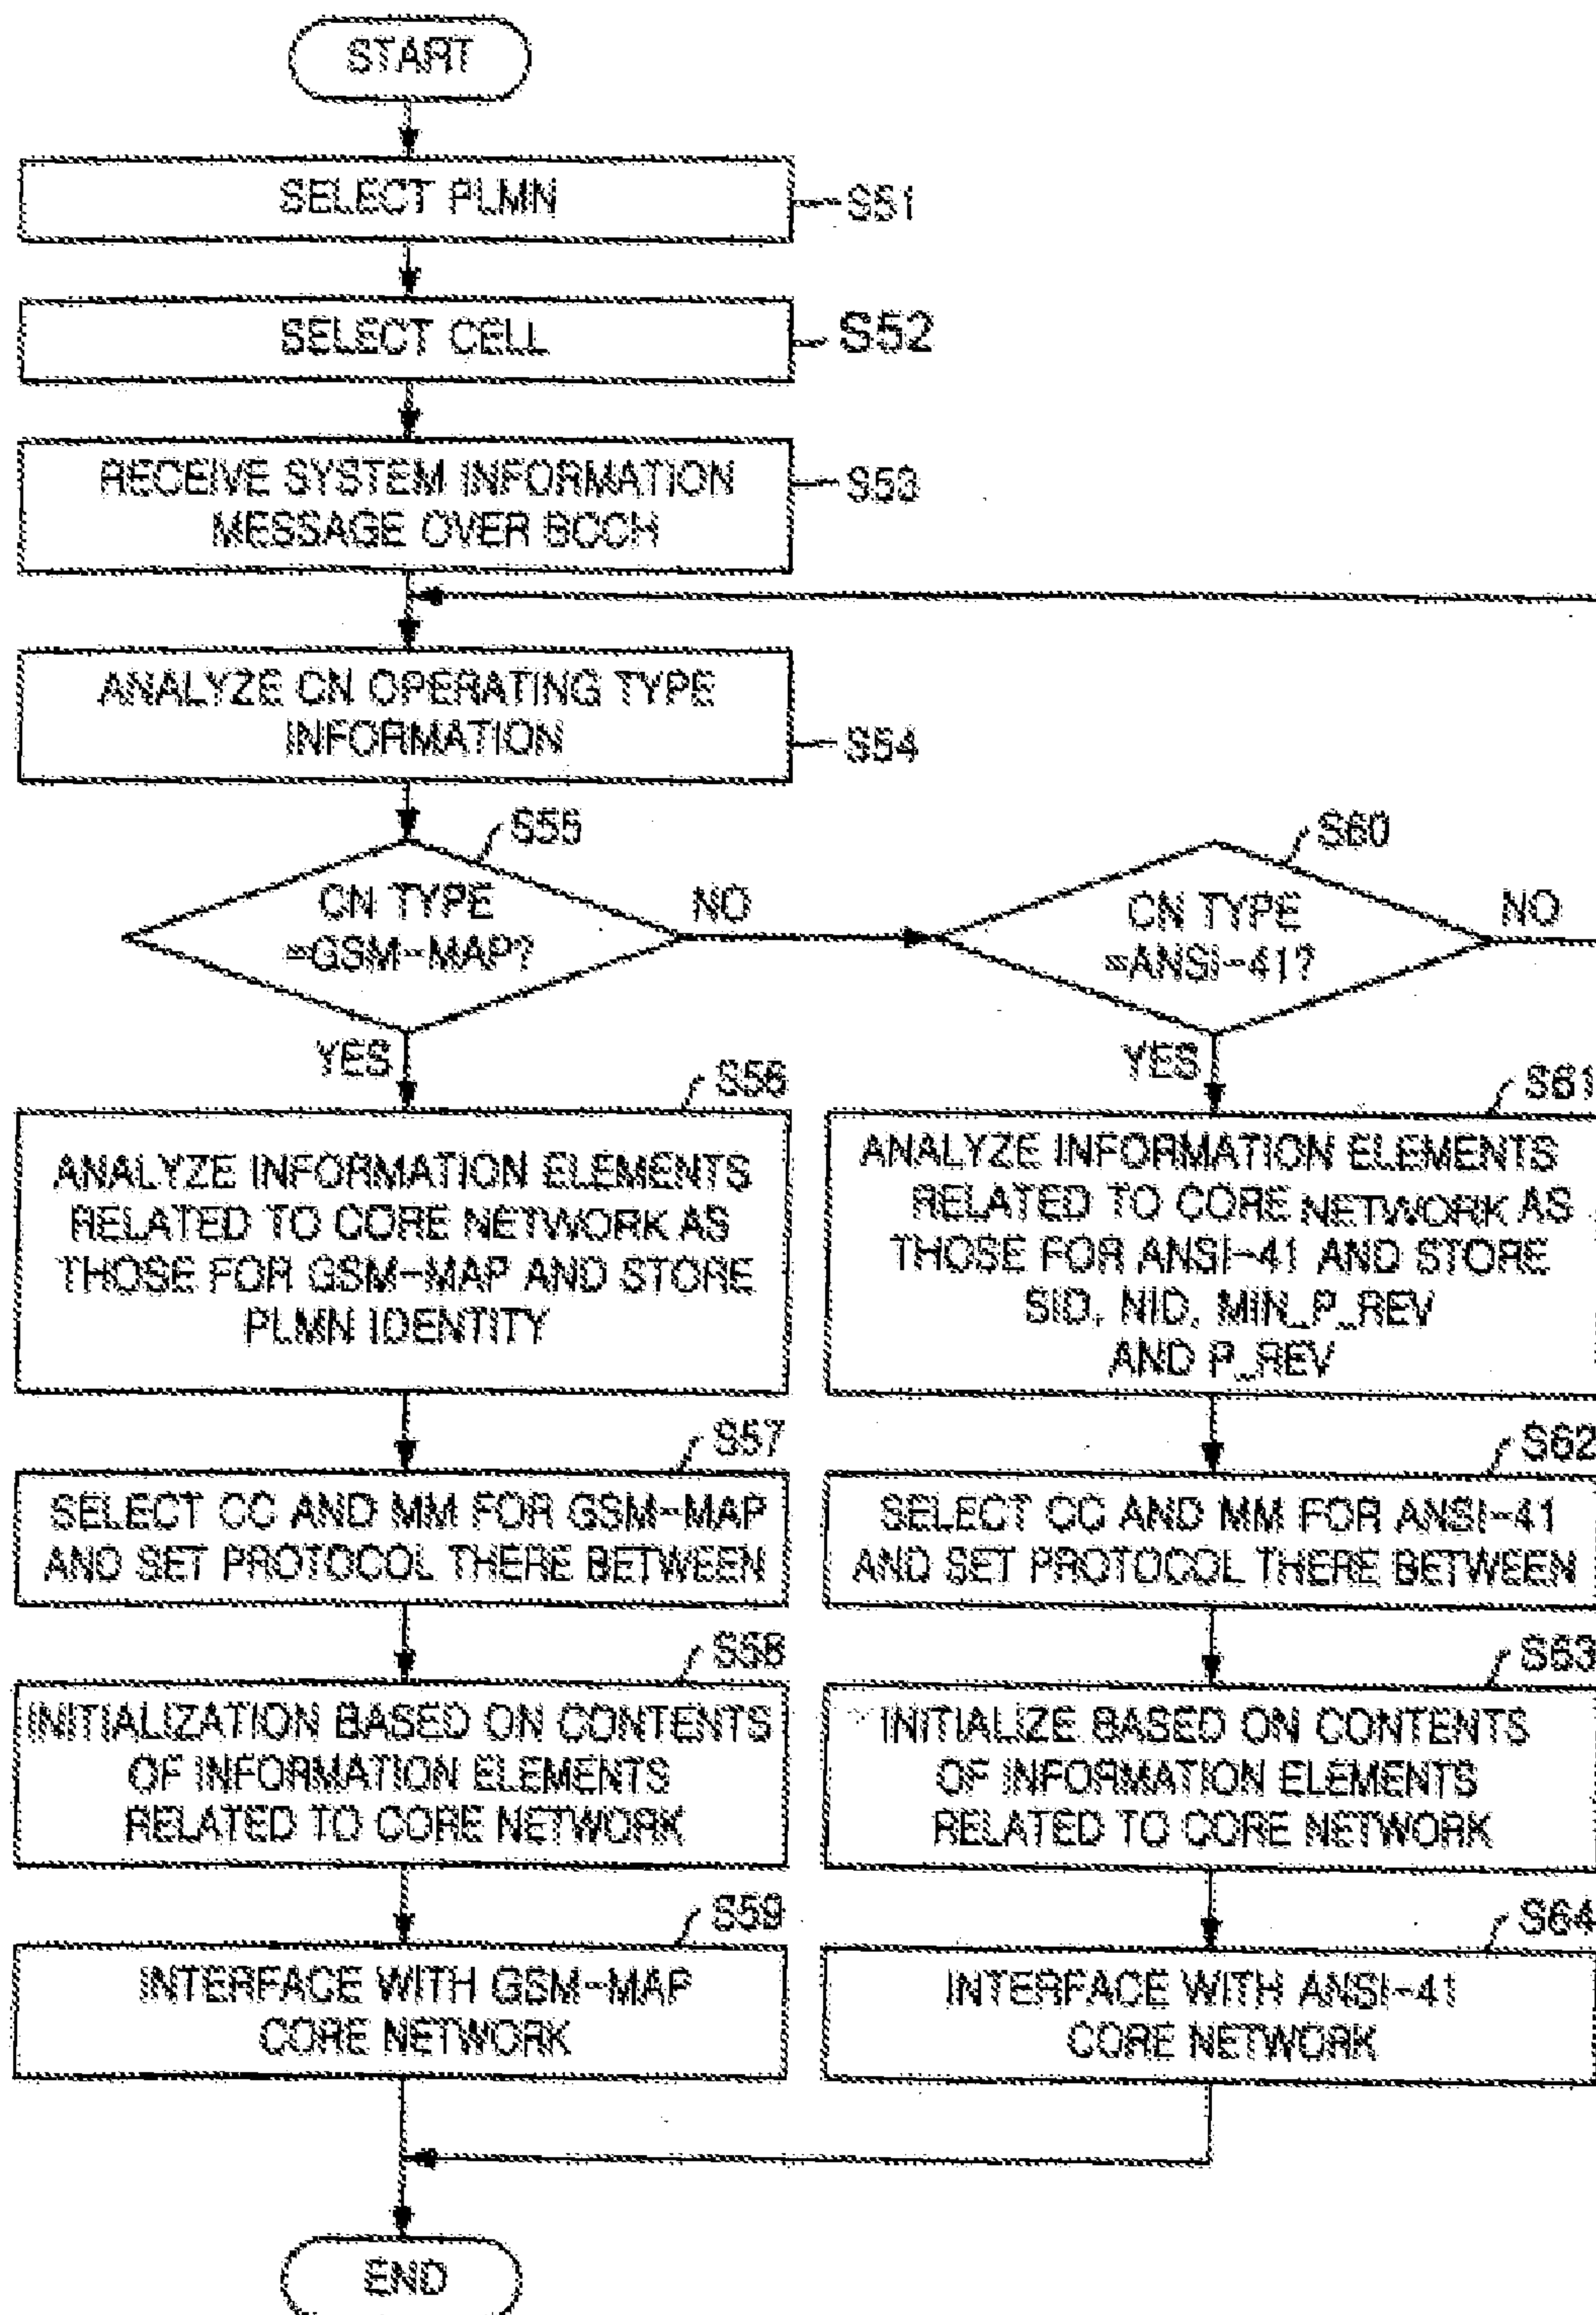 START
SELECT PLMN
S51
SELECT CELL
S52
RECEIVE SYSTEM INFORMATION
MESSAGE OVER BCCH
S53
ANALYZE CN OPERATING TYPE
INFORMATION
S54
S55
CN TYPE
=GSM-MAP?
NO
YES
S60
CN TYPE
=ANSI-41?
NO
YES
S56
ANALYZE INFORMATION ELEMENTS
RELATED TO CORE NETWORK AS
THOSE FOR GSM-MAP AND STORE
PLMN IDENTITY
S61
ANALYZE INFORMATION ELEMENTS
RELATED TO CORE NETWORK AS
THOSE FOR ANSI-41 AND STORE
SID, NID, MIN_P_REV
AND P_REV
S57
SELECT CC AND MM FOR GSM-MAP
AND SET PROTOCOL THERE BETWEEN
S62
SELECT CC AND MM FOR ANSI-41
AND SET PROTOCOL THERE BETWEEN
S58
INITIALIZATION BASED ON CONTENTS
OF INFORMATION ELEMENTS
RELATED TO CORE NETWORK
S63
INITIALIZE BASED ON CONTENTS
OF INFORMATION ELEMENTS
RELATED TO CORE NETWORK
S59
INTERFACE WITH GSM-MAP
CORE NETWORK
S64
INTERFACE WITH ANSI-41
CORE NETWORK
END